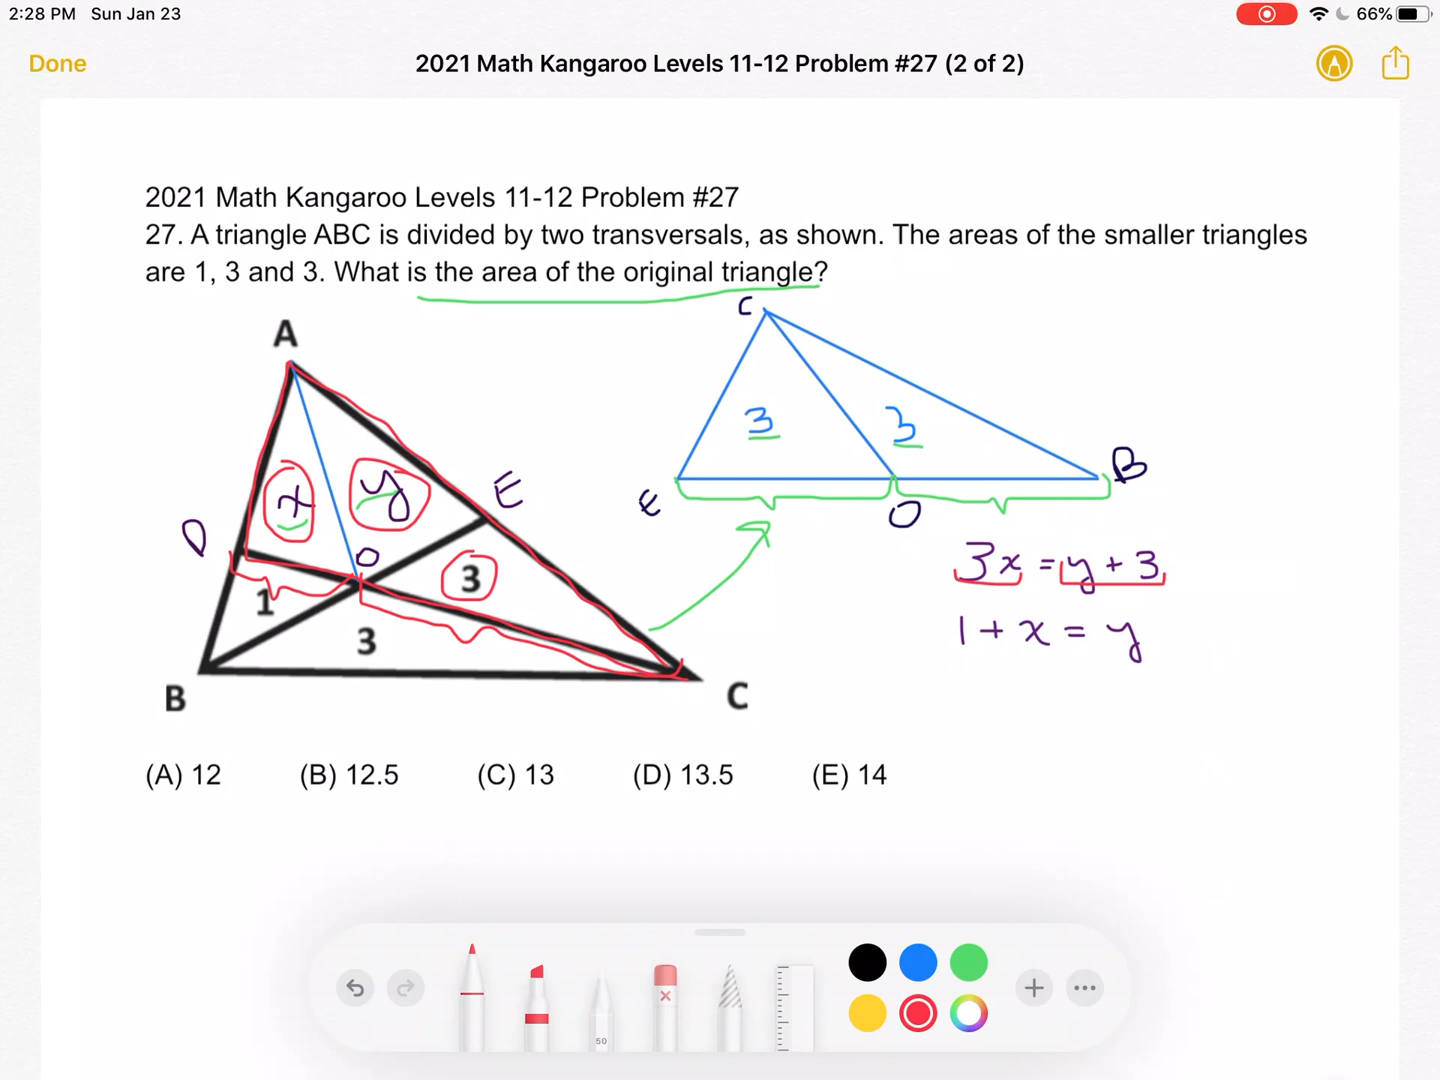 2:28 PM Sun Jan 23
66%
Done
2021 Math Kangaroo Levels 11-12 Problem #27 (2 of 2)
2021 Math Kangaroo Levels 11-12 Problem #27
27. A triangle ABC is divided by two transversals, as shown. The areas of the smaller triangles
are 1, 3 and 3. What is the area of the original triangle?
C
A
3 3
B
x y E
E O
D
O
3x = y + 3
1 3
1 + x = y
3
B C
(A) 12 (B) 12.5 (C) 13 (D) 13.5 (E) 14
50